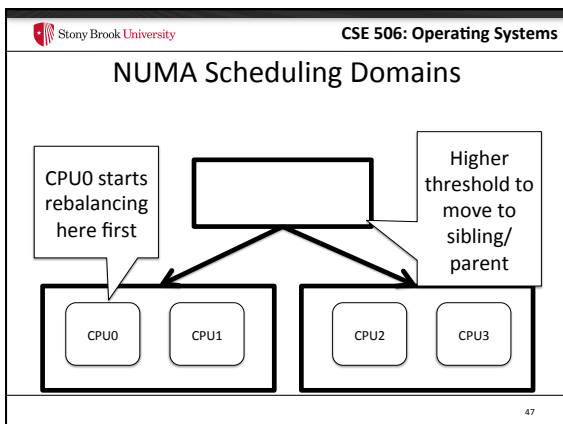 Stony Brook University
CSE 506: Operating Systems
NUMA Scheduling Domains
CPU0 starts
rebalancing
here first
Higher
threshold to
move to
sibling/
parent
CPU0
CPU1
CPU2
CPU3
47